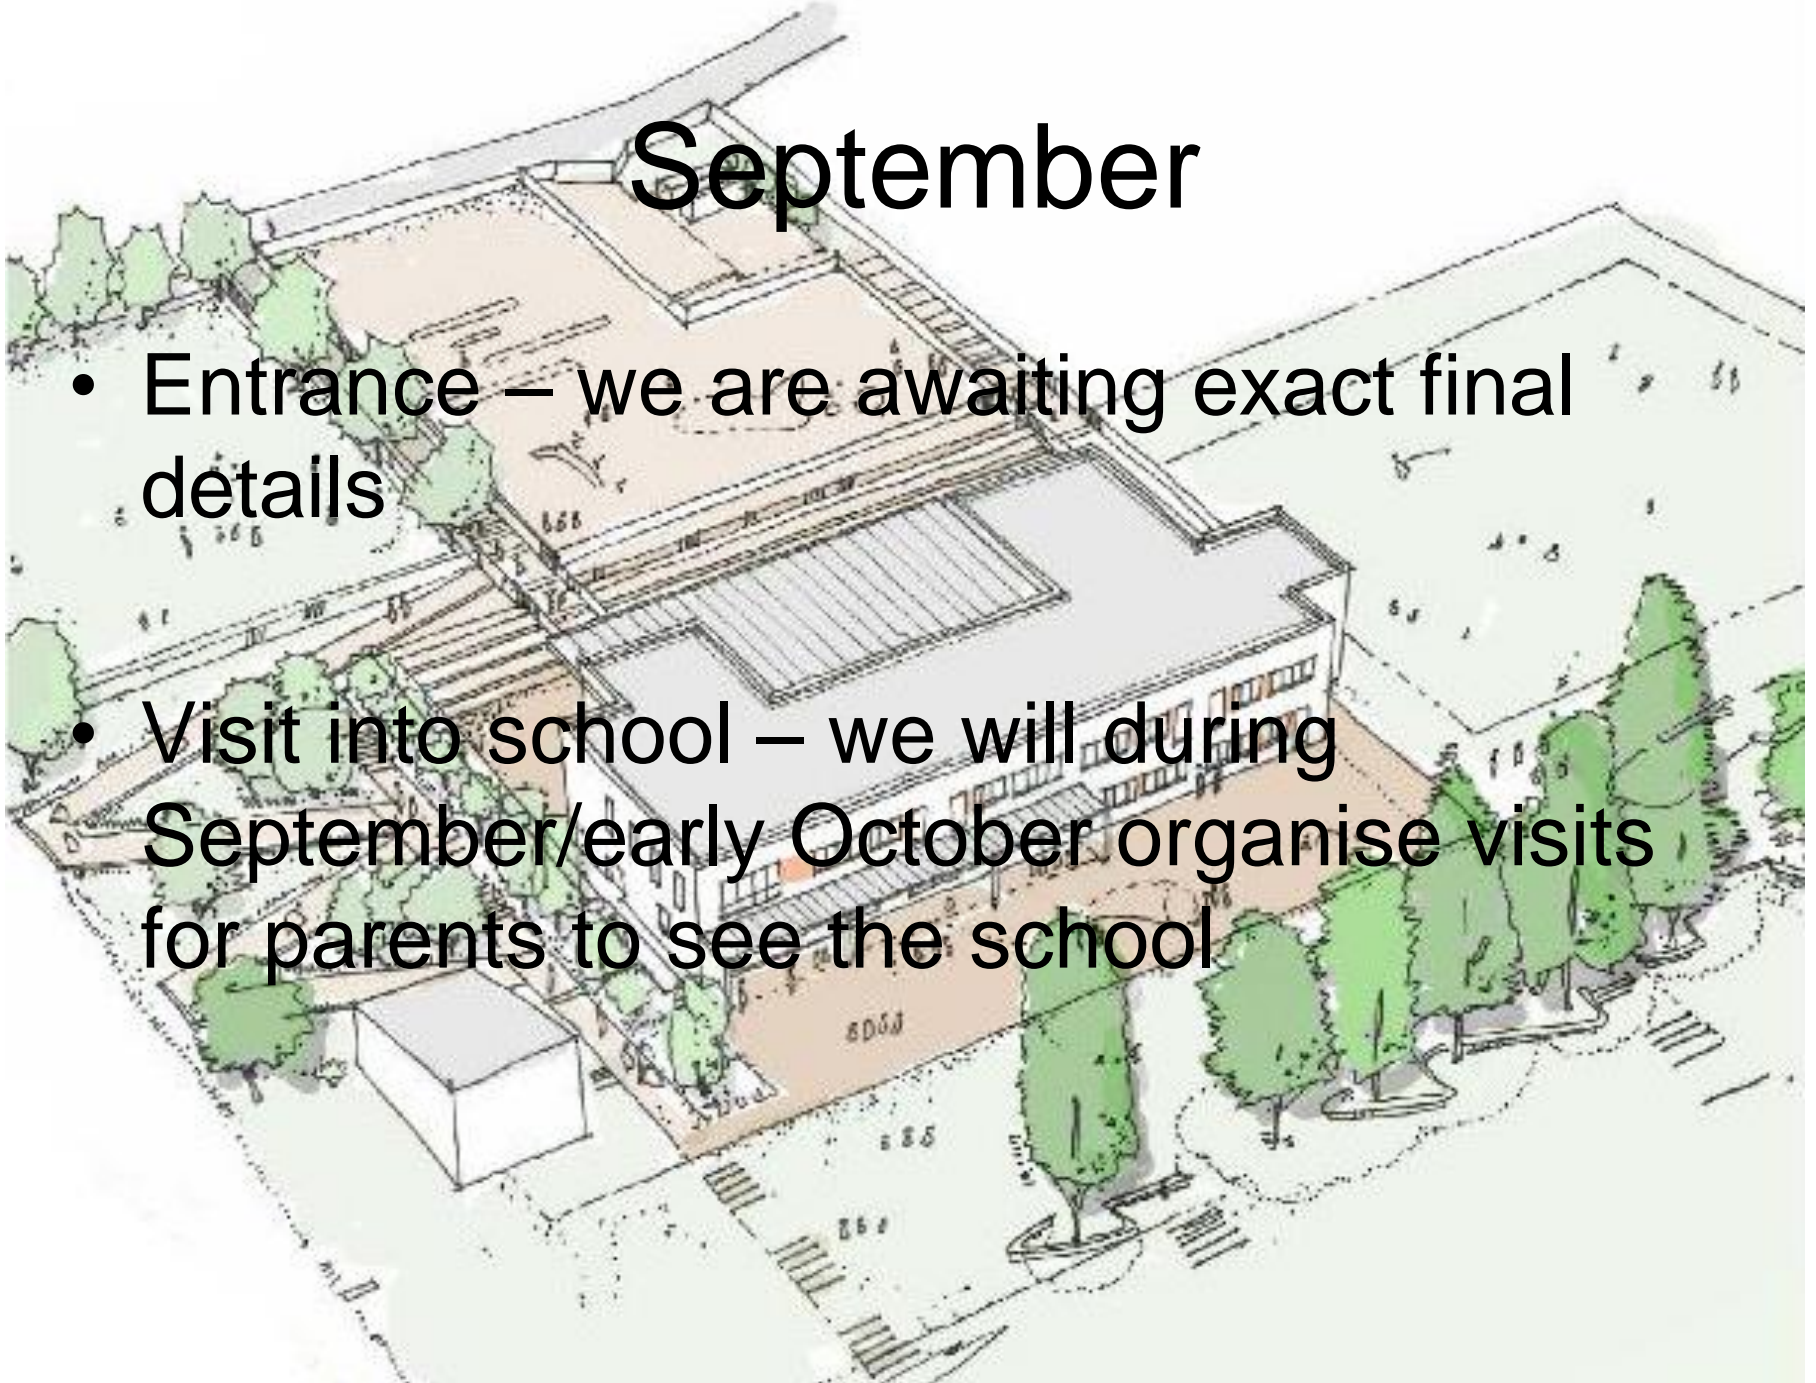 September
• Entrance – we are awaiting exact final
details
• Visit into school – we will during
September/early October organise visits
for parents to see the school